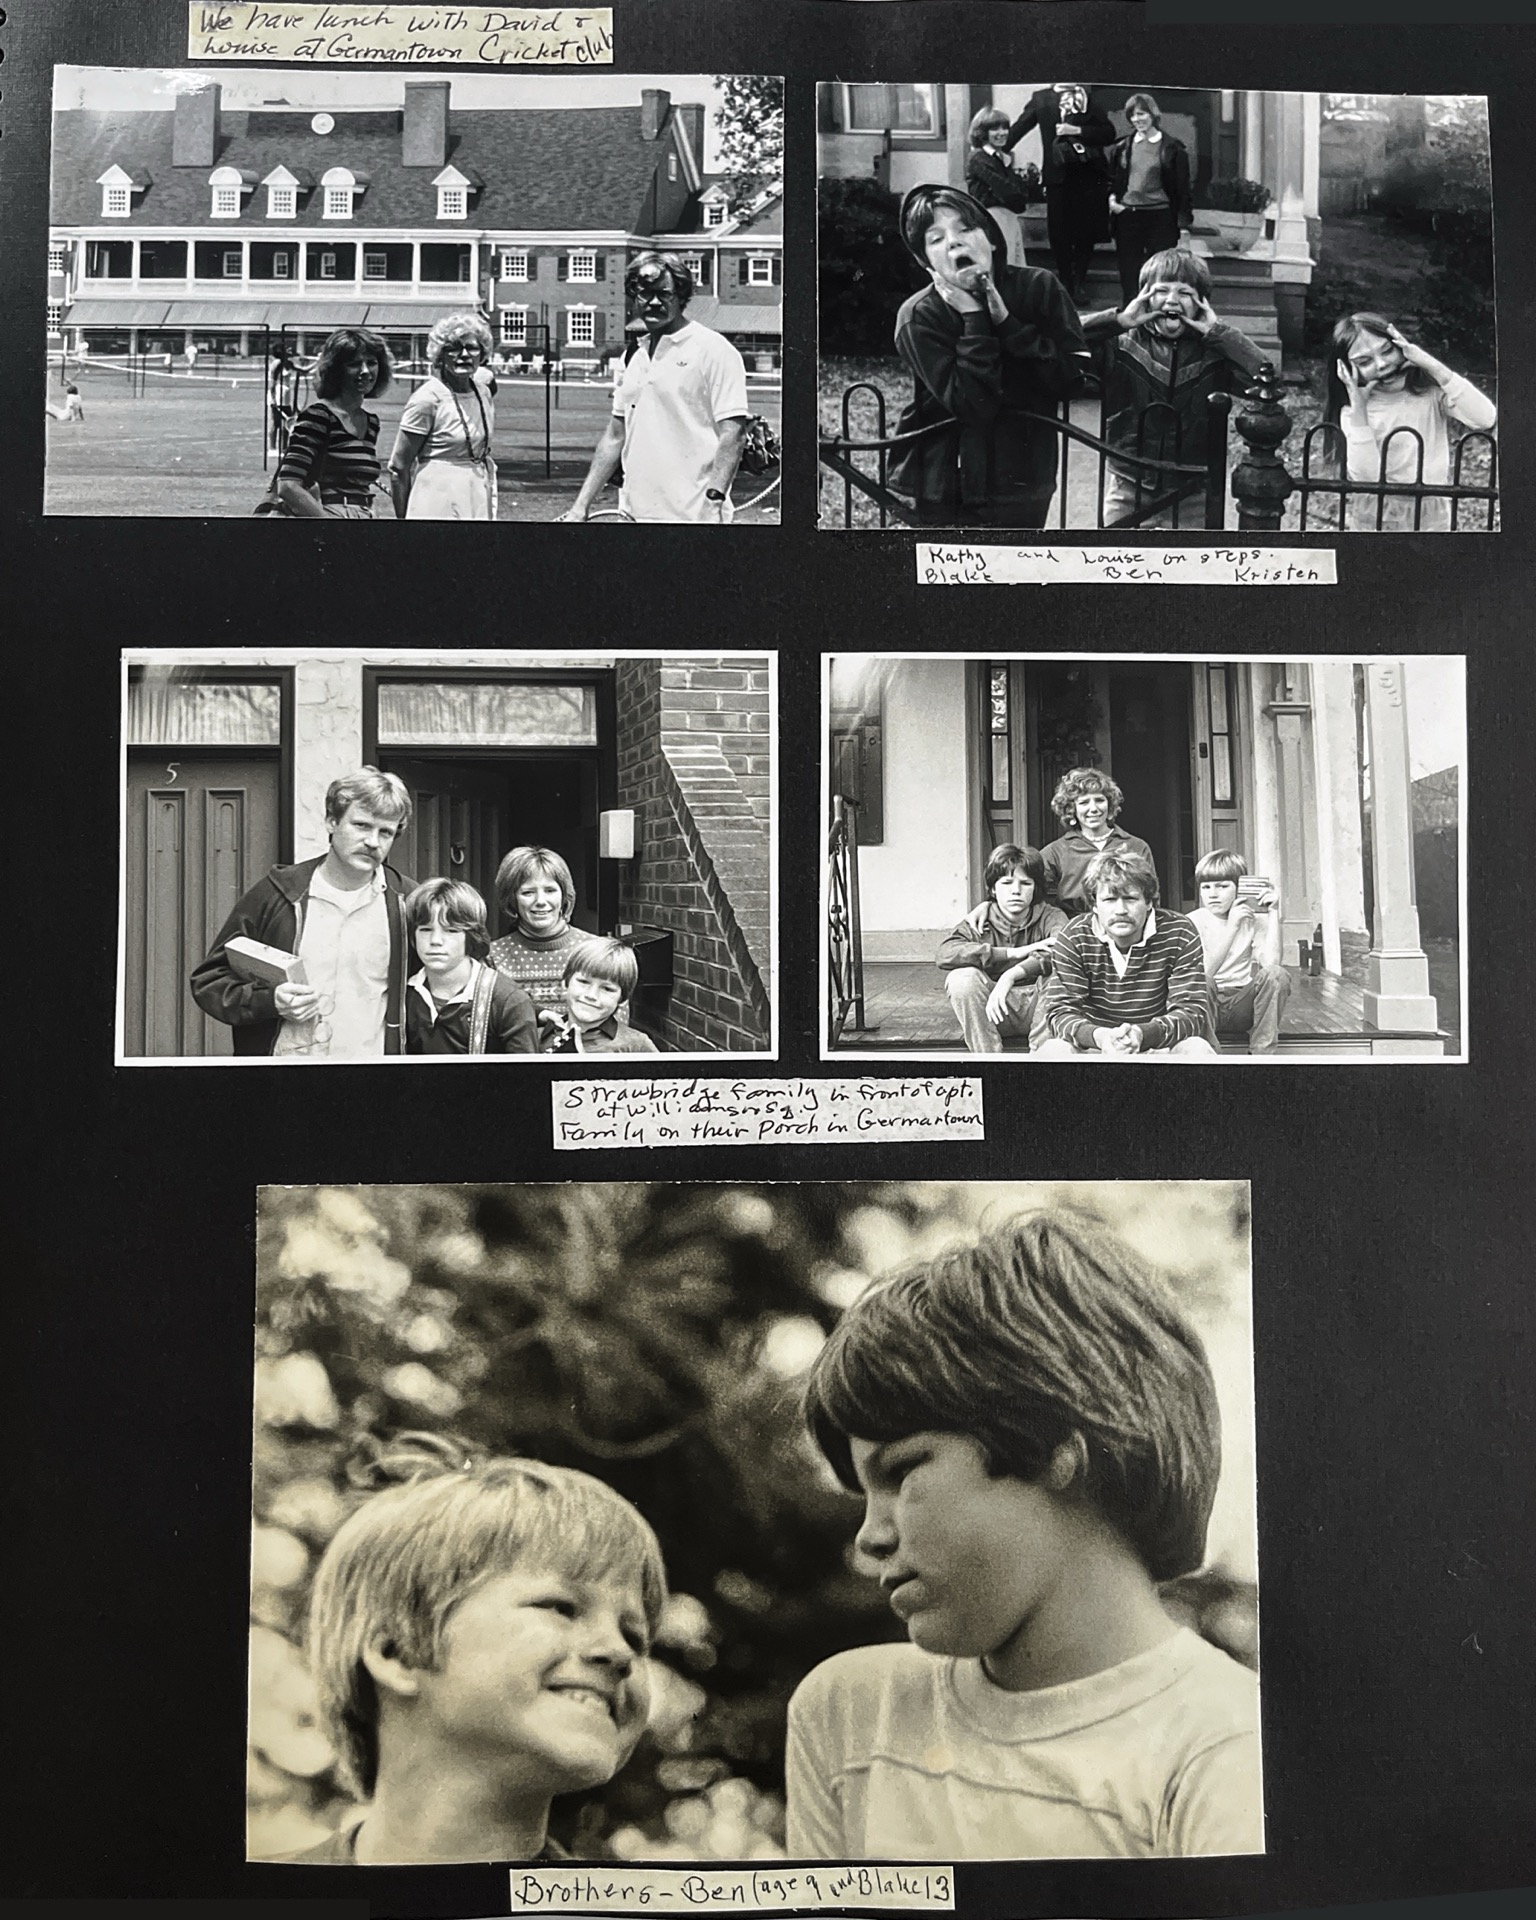 We have lunch with David &
Louise at Germantown Cricket club
Kathy and Louise on steps.
Blake Ben Kristen
5
Strawbridge family in front of apt.
at Williamson Sq.
Family on their Porch in Germantown
Brothers - Ben (age 9 and Blake 13